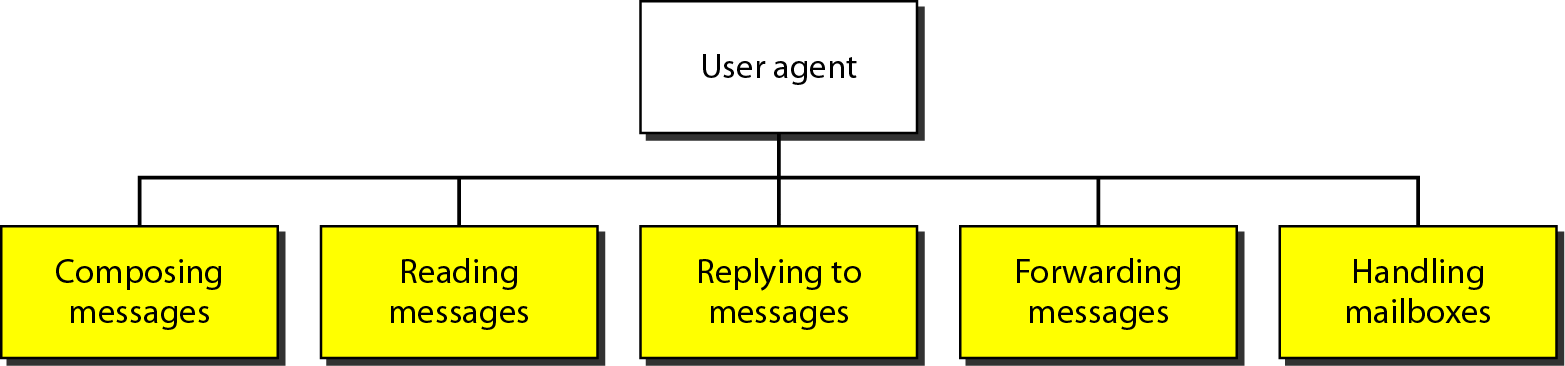 User agent
Composing
messages
Reading
messages
Replying to
messages
Forwarding
messages
Handling
mailboxes